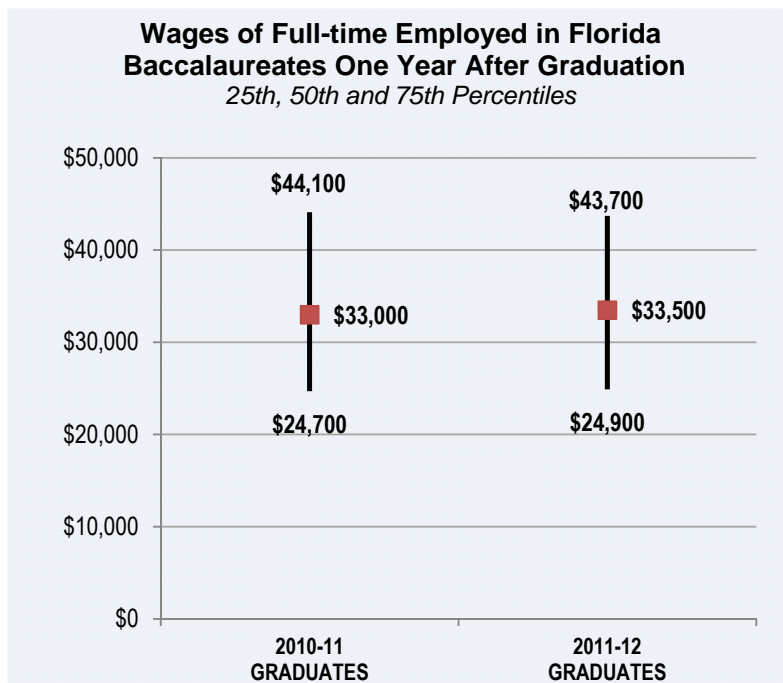 Wages of Full-time Employed in Florida
Baccalaureates One Year After Graduation
25th, 50th and 75th Percentiles
$50,000
$44,100
$43,700
$40,000
$33,000
$33,500
$30,000
$24,700
$24,900
$20,000
$10,000
$0
2010-11
GRADUATES
2011-12
GRADUATES